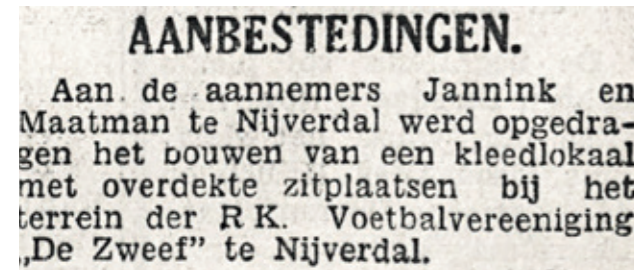 AANBESTEDINGEN.
Aan de aannemers Jannink en
Maatman te Nijverdal werd opgedra-
gen het bouwen van een kleedlokaal
met overdekte zitplaatsen bij het
terrein der R K. Voetbalvereeniging
„De Zweef” te Nijverdal.